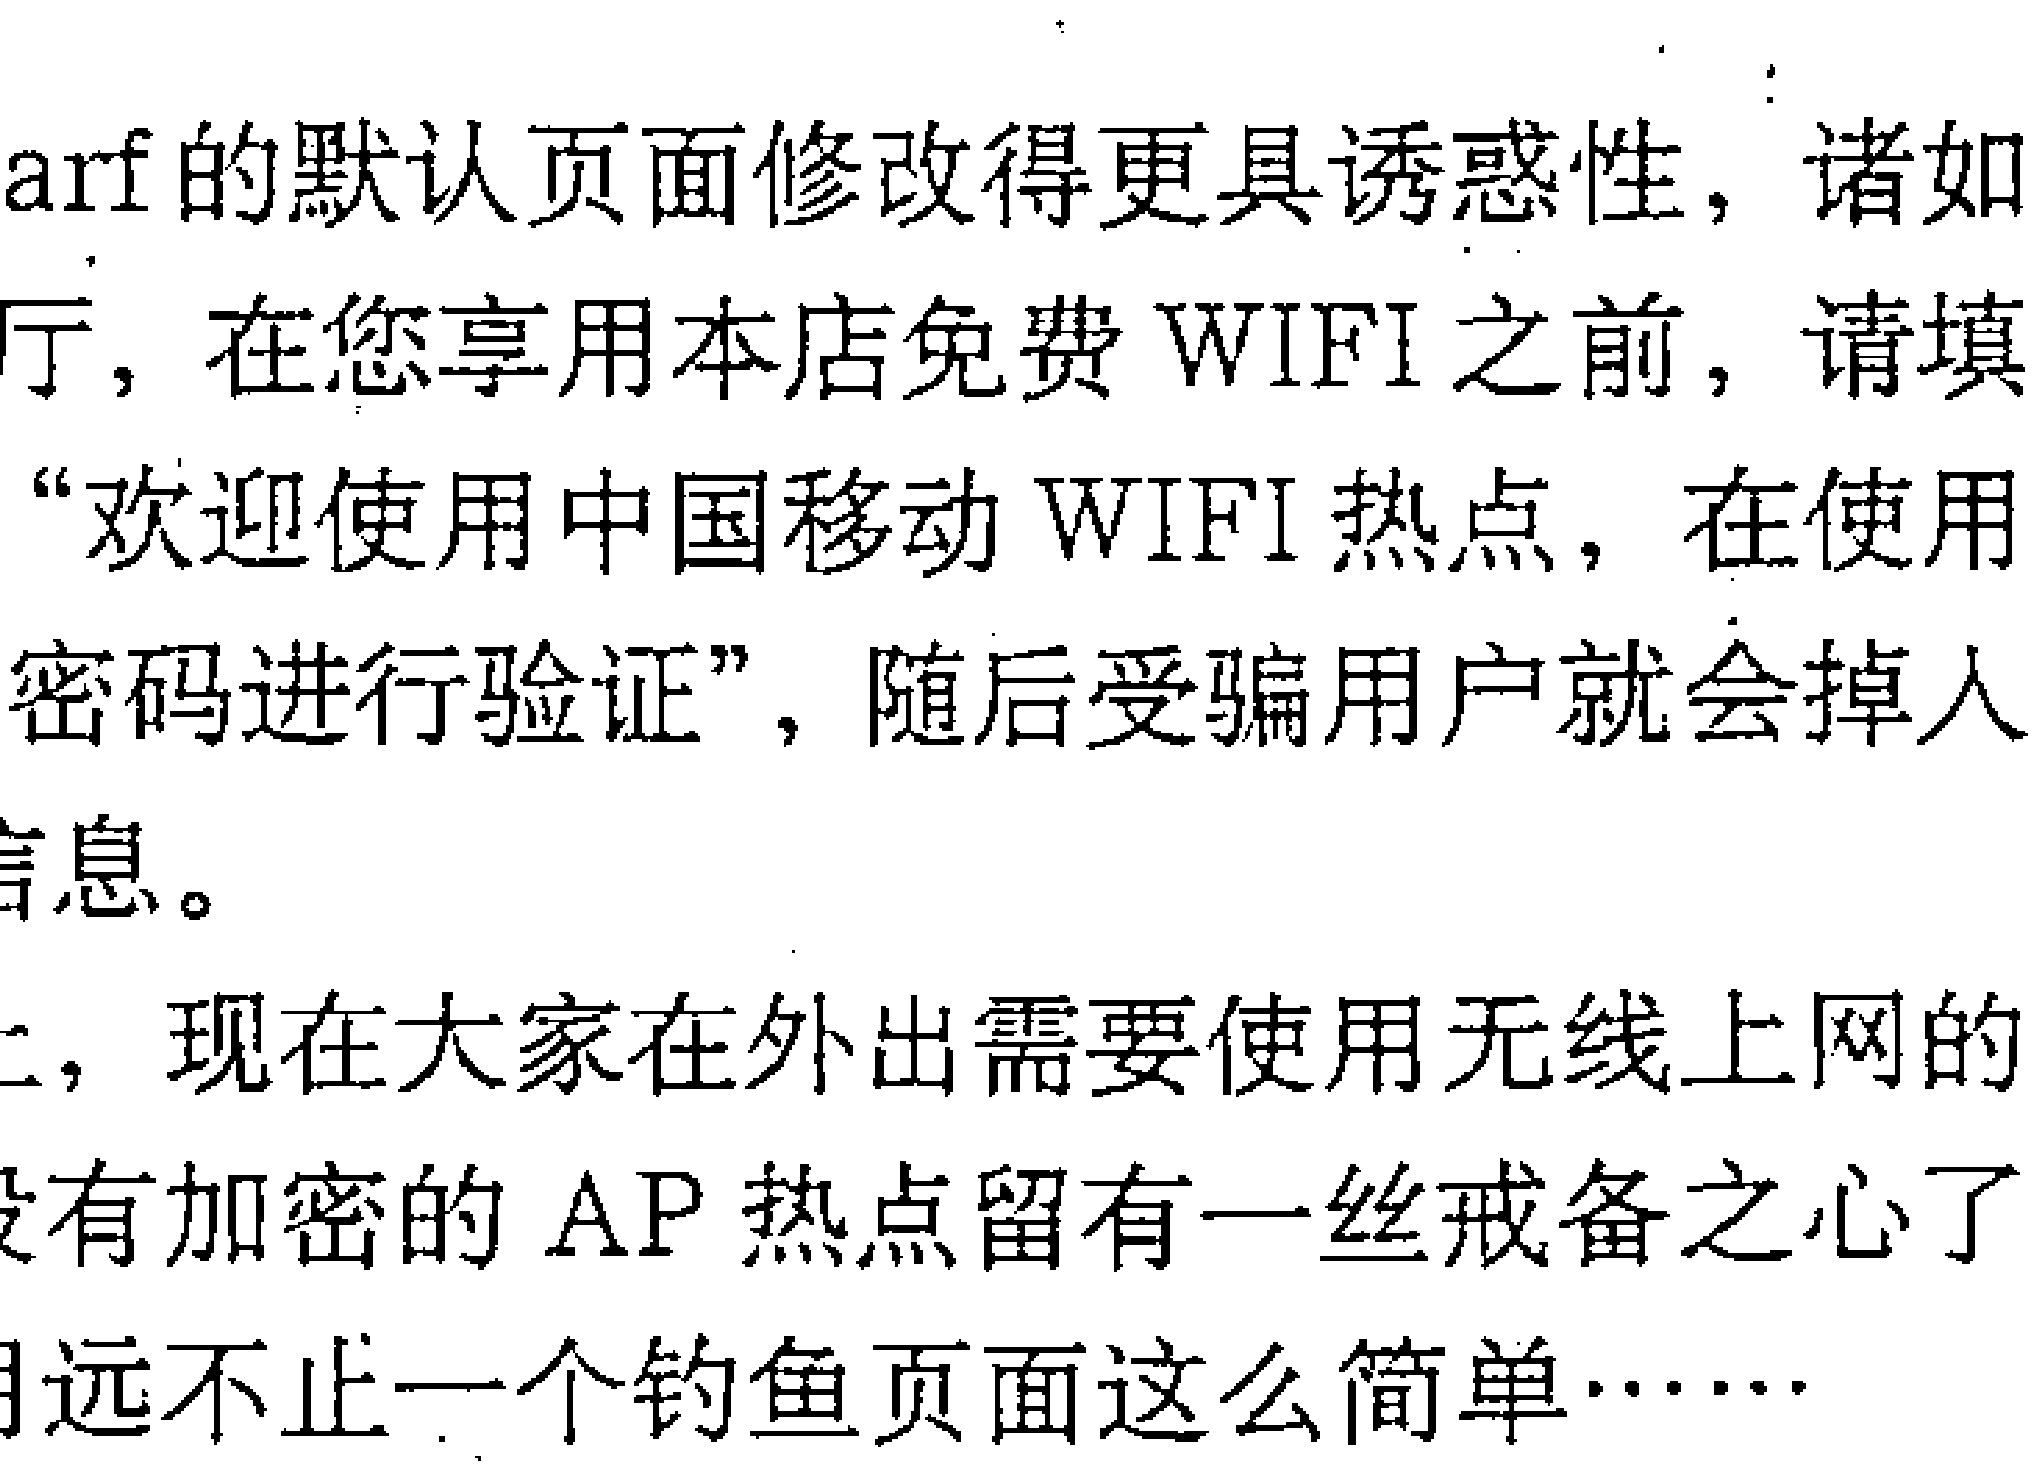 arf 的默认页面修改得更具诱惑性，诸如
厅，在您享用本店免费 WIFI 之前，请填
“欢迎使用中国移动 WIFI 热点，在使用
密码进行验证”，随后受骗用户就会掉人
信息。
上，现在大家在外出需要使用无线上网的
没有加密的 AP 热点留有一丝戒备之心了
远不止一个钓鱼页面这么简单……